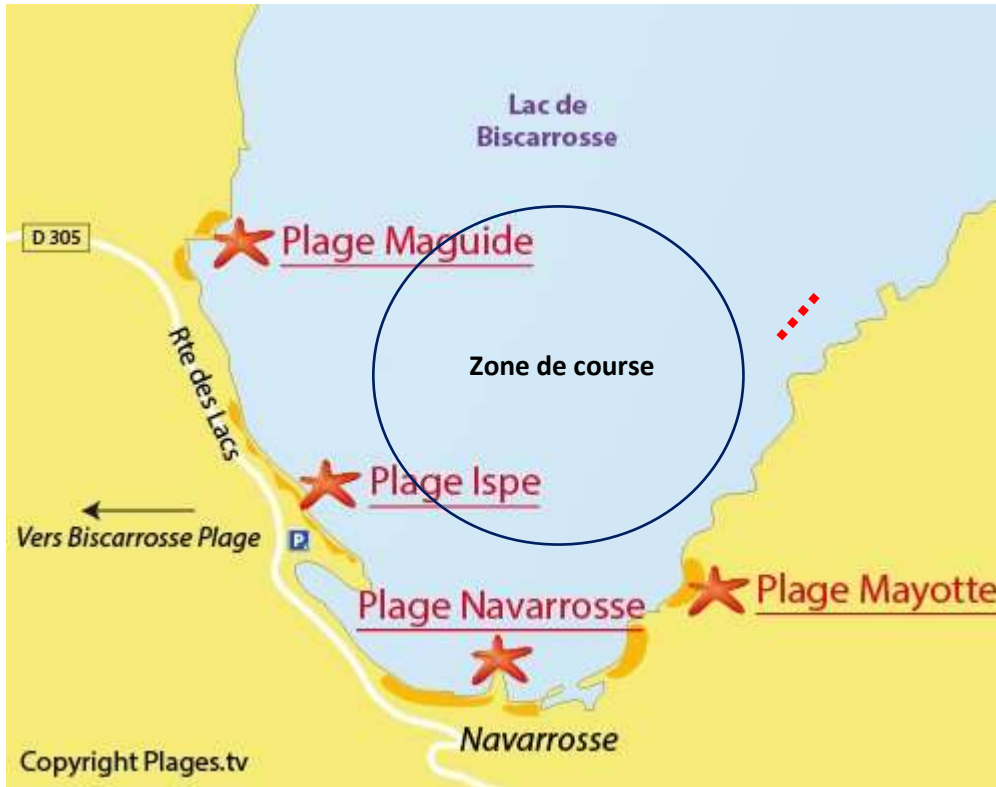 Lac de
Biscarrosse
D 305
Plage Maguide
Rte des Lacs
Zone de course
Plage Ispe
Vers Biscarrosse Plage
P
Plage Navarrosse
Plage Mayotte
Navarrosse
Copyright Plages.tv